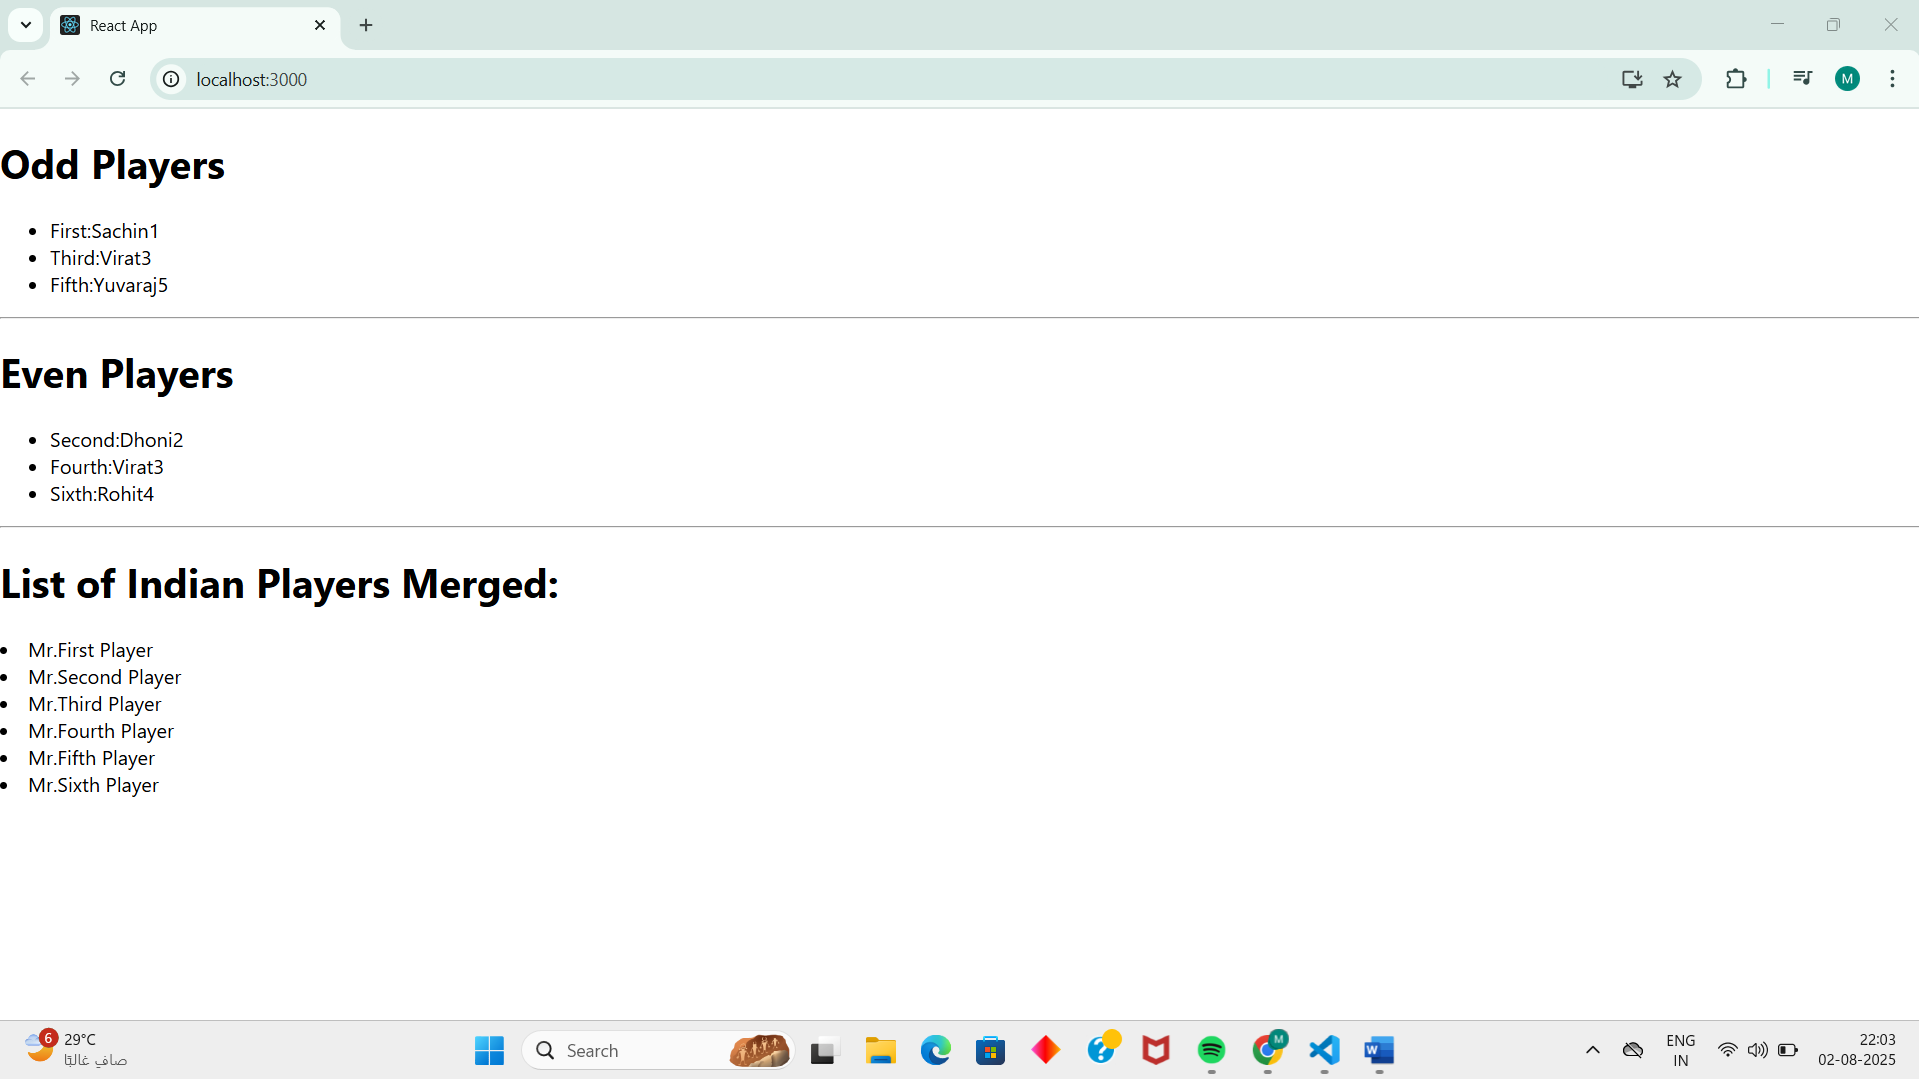 React App
localhost:3000
M
Odd Players
First:Sachin1
Third:Virat3
Fifth:Yuvaraj5
Even Players
Second:Dhoni2
Fourth:Virat3
Sixth:Rohit4
List of Indian Players Merged:
Mr.First Player
Mr.Second Player
Mr.Third Player
Mr.Fourth Player
Mr.Fifth Player
Mr.Sixth Player
6
29°C
صافٍ غالبًا
Search
M
W
ENG
IN
22:03
02-08-2025